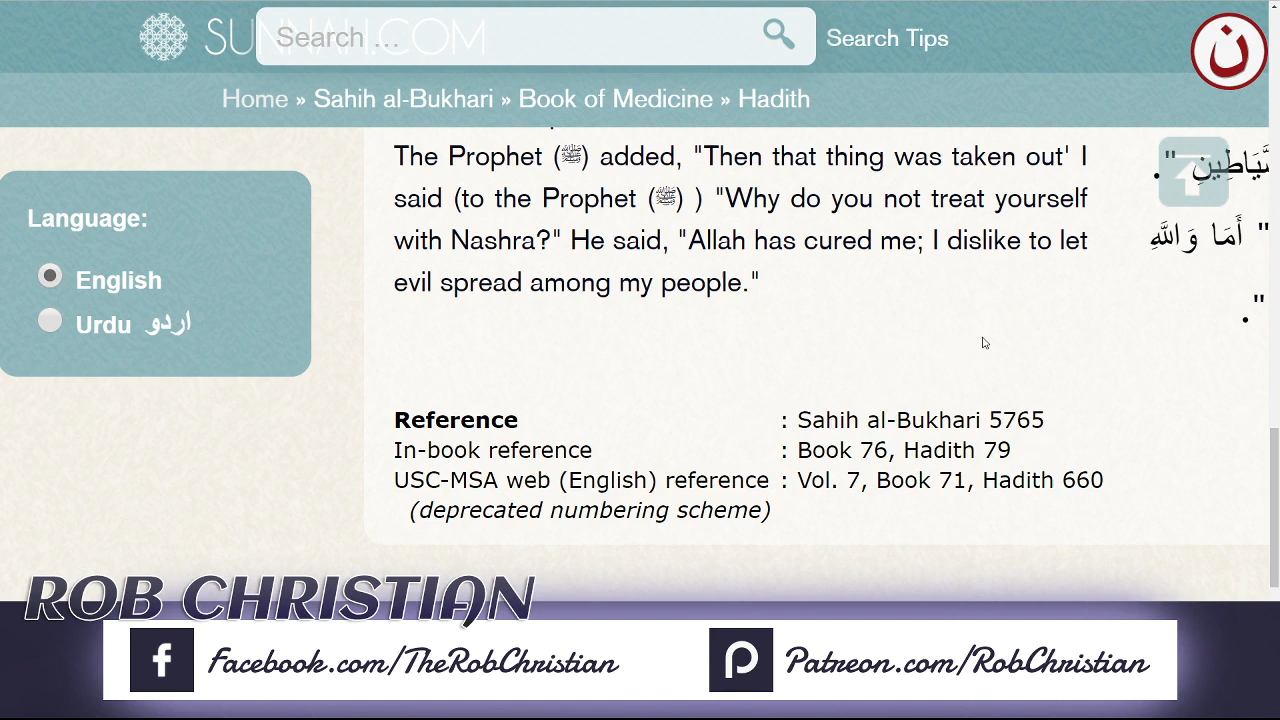 SUNNAH.COM
Search ...
Search Tips
ن
Home » Sahih al-Bukhari » Book of Medicine » Hadith
The Prophet (ﷺ) added, "Then that thing was taken out' I
said (to the Prophet (ﷺ) ) "Why do you not treat yourself
with Nashra?" He said, "Allah has cured me; I dislike to let
evil spread among my people."
". 
" أَمَا وَاللَّهِ
".
Language:
English
Urdu اردو
Reference : Sahih al-Bukhari 5765
In-book reference : Book 76, Hadith 79
USC-MSA web (English) reference : Vol. 7, Book 71, Hadith 660
(deprecated numbering scheme)
ROB CHRISTIAN
f Facebook.com/TheRobChristian
Patreon.com/RobChristian